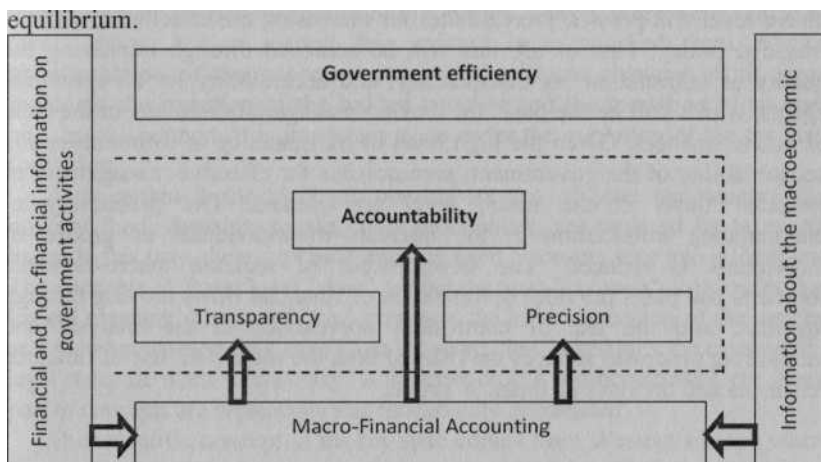 equilibrium.
Financial and non-financial information on
government activities
Government efficiency
Accountability
Transparency
Precision
Macro-Financial Accounting
Information about the macroeconomic